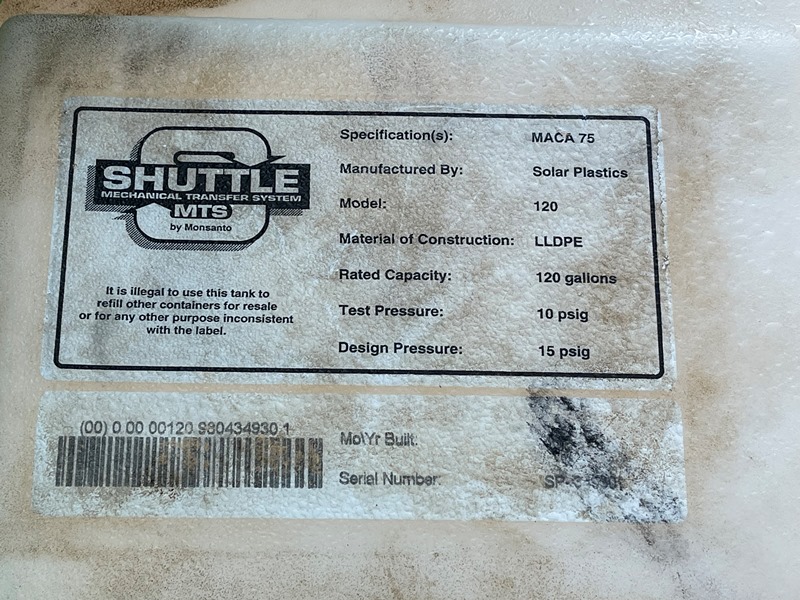 SHUTTLE
MECHANICAL TRANSFER SYSTEM
MTS
by Monsanto
It is illegal to use this tank to
refill other containers for resale
or for any other purpose inconsistent
with the label.
Specification(s): MACA 75
Manufactured By: Solar Plastics
Model: 120
Material of Construction: LLDPE
Rated Capacity: 120 gallons
Test Pressure: 10 psig
Design Pressure: 15 psig
(00) 0 00 00120 980434930 1
Mo\Yr Built:
Serial Number: